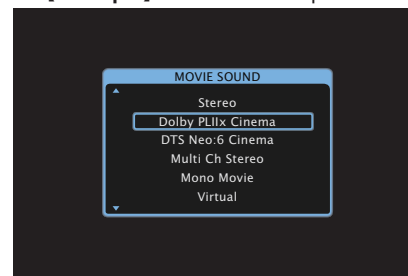 MOVIE SOUND
Stereo
Dolby PLIIx Cinema
DTS Neo:6 Cinema
Multi Ch Stereo
Mono Movie
Virtual